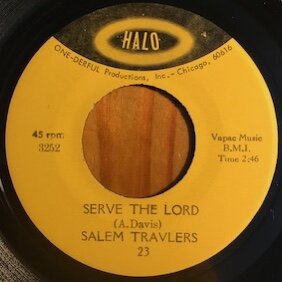 HALO
ONE-DERFUL Productions, Inc.- Chicago, 60616
45 rpm
3252
Vapac Music
B.M.I.
Time 2:46
SERVE THE LORD
(A.Davis)
SALEM TRAVLERS
23